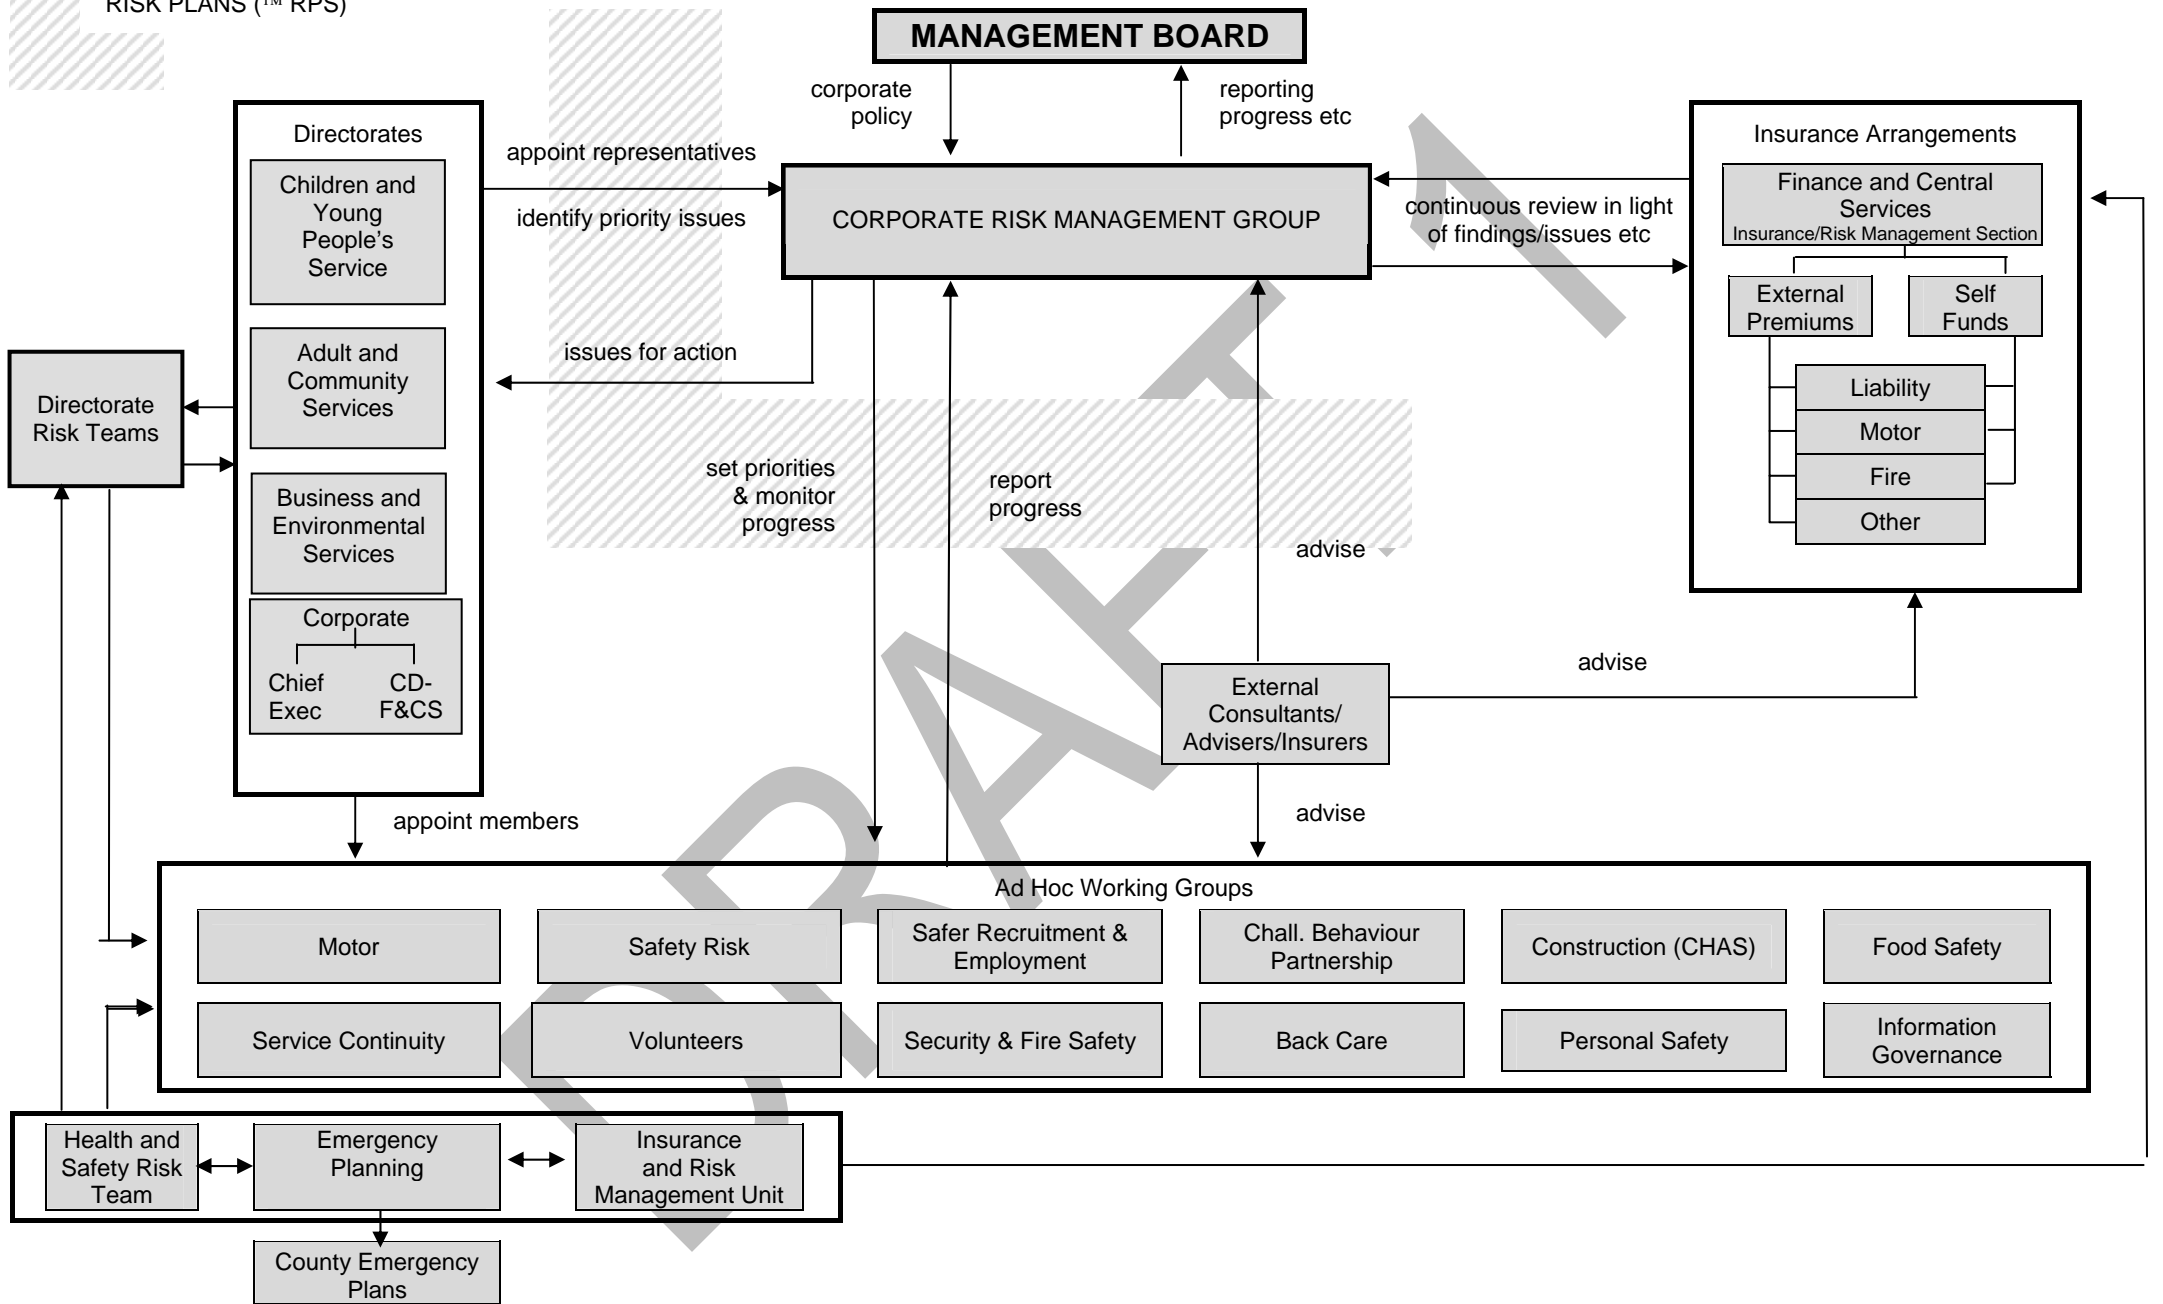 RISK PLANS (™ RPS)
MANAGEMENT BOARD
corporate
policy
reporting
progress etc
Directorates
Children and
Young
People's
Service
Adult and
Community
Services
Business and
Environmental
Services
Corporate
Chief
Exec
CD-
F&CS
appoint representatives
identify priority issues
CORPORATE RISK MANAGEMENT GROUP
continuous review in light
of findings/issues etc
Insurance Arrangements
Finance and Central
Services
Insurance/Risk Management Section
External
Premiums
Self
Funds
Liability
Motor
Fire
Other
issues for action
Directorate
Risk Teams
set priorities
& monitor
progress
report
progress
advise
External
Consultants/
Advisers/Insurers
advise
advise
appoint members
Ad Hoc Working Groups
Motor
Safety Risk
Safer Recruitment &
Employment
Chall. Behaviour
Partnership
Construction (CHAS)
Food Safety
Service Continuity
Volunteers
Security & Fire Safety
Back Care
Personal Safety
Information
Governance
Health and
Safety Risk
Team
Emergency
Planning
Insurance
and Risk
Management Unit
County Emergency
Plans
DRAFT 1